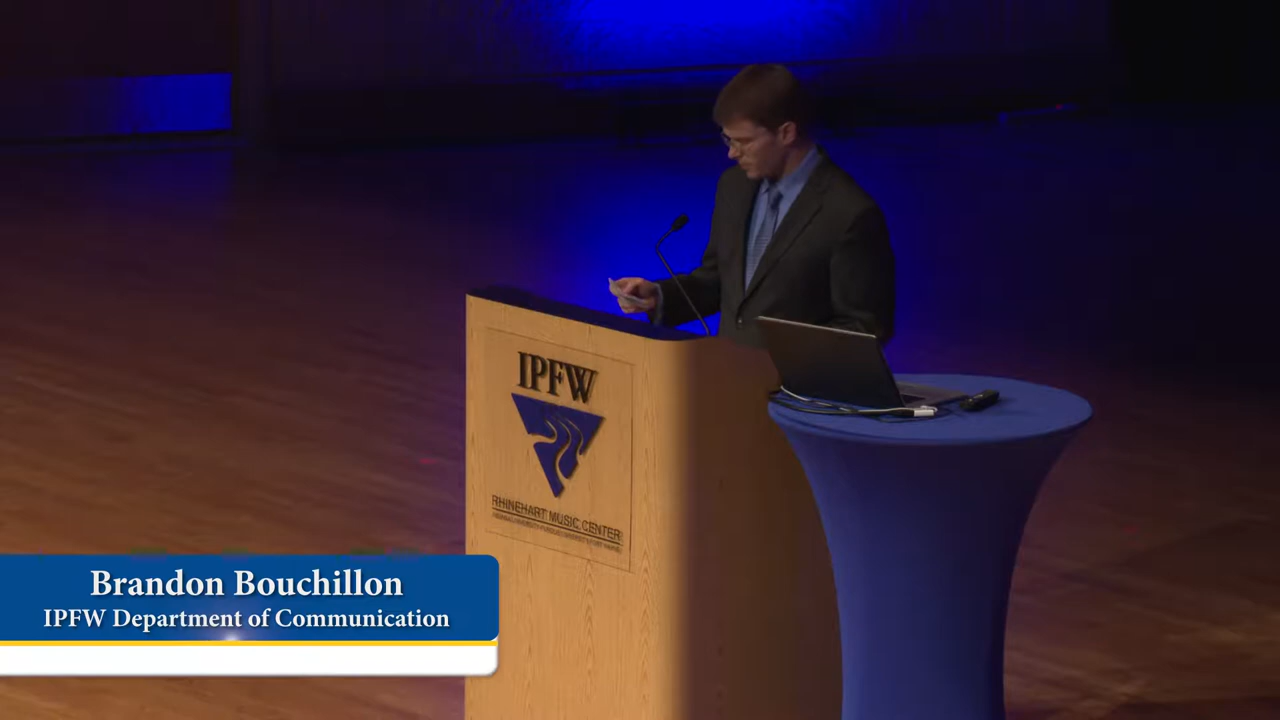 IPFW
RHINEHART MUSIC CENTER
Brandon Bouchillon
IPFW Department of Communication